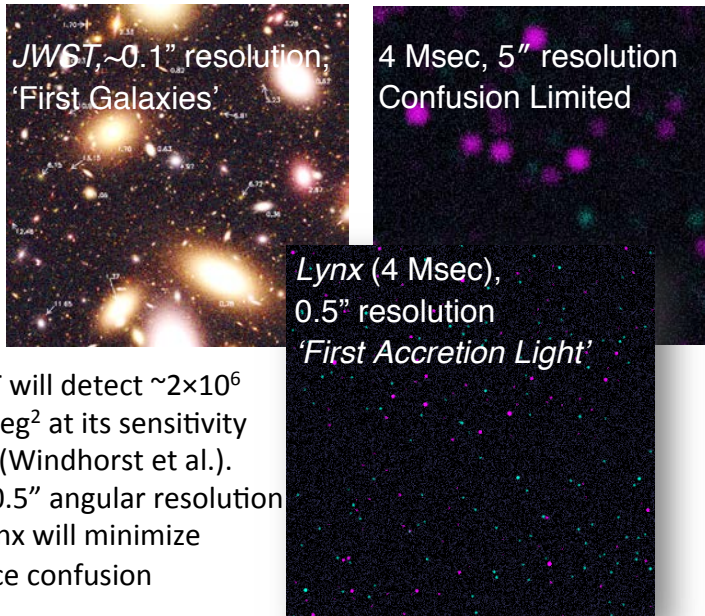 JWST,~0.1” resolution,
‘First Galaxies’
4 Msec, 5″ resolution
Confusion Limited
Lynx (4 Msec),
0.5” resolution
‘First Accretion Light’
will detect ~2×10⁶
eg² at its sensitivity
(Windhorst et al.).
0.5” angular resolution
nx will minimize
ce confusion